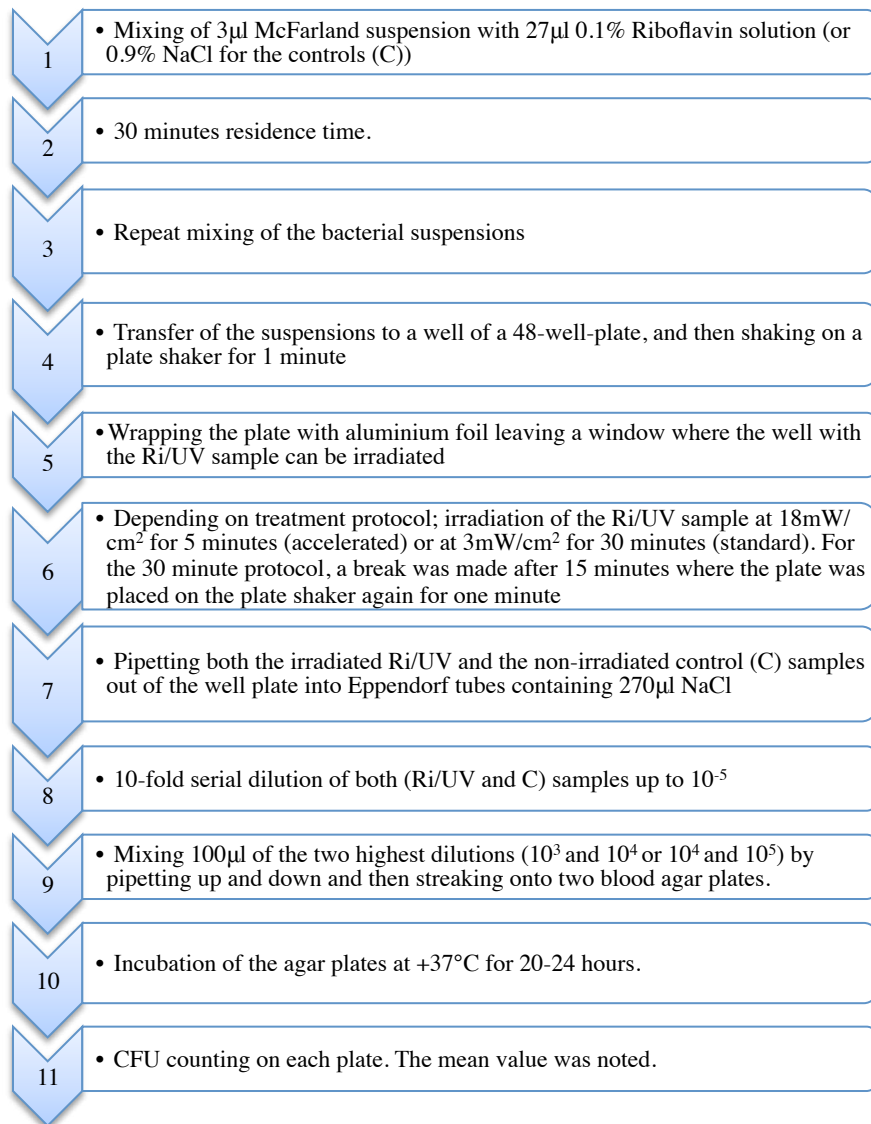 1
• Mixing of 3µl McFarland suspension with 27µl 0.1% Riboflavin solution (or
0.9% NaCl for the controls (C))
2
• 30 minutes residence time.
3
• Repeat mixing of the bacterial suspensions
4
• Transfer of the suspensions to a well of a 48-well-plate, and then shaking on a
plate shaker for 1 minute
5
•Wrapping the plate with aluminium foil leaving a window where the well with
the Ri/UV sample can be irradiated
6
• Depending on treatment protocol; irradiation of the Ri/UV sample at 18mW/
cm² for 5 minutes (accelerated) or at 3mW/cm² for 30 minutes (standard). For
the 30 minute protocol, a break was made after 15 minutes where the plate was
placed on the plate shaker again for one minute
7
• Pipetting both the irradiated Ri/UV and the non-irradiated control (C) samples
out of the well plate into Eppendorf tubes containing 270µl NaCl
8
• 10-fold serial dilution of both (Ri/UV and C) samples up to 10⁻⁵
9
• Mixing 100µl of the two highest dilutions (10³ and 10⁴ or 10⁴ and 10⁵) by
pipetting up and down and then streaking onto two blood agar plates.
10
• Incubation of the agar plates at +37°C for 20-24 hours.
11
• CFU counting on each plate. The mean value was noted.